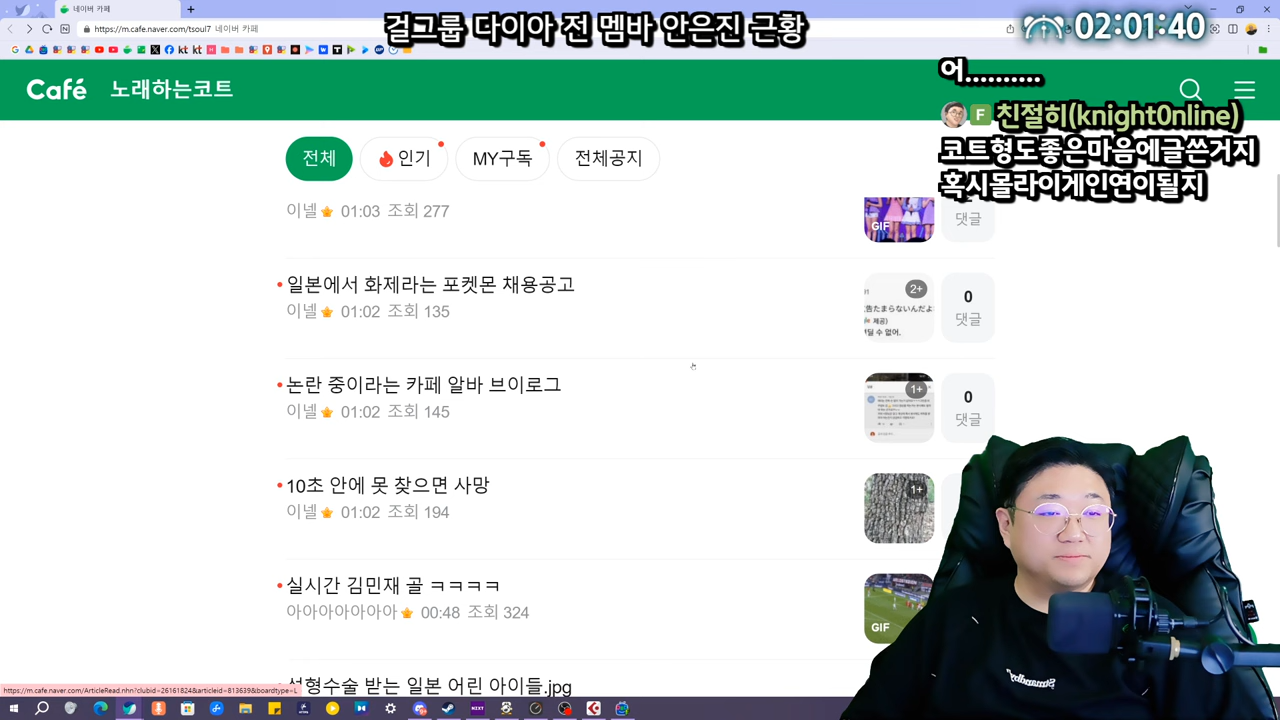 네이버 카페
걸그룹 다이아 전 멤바 안은진 근황
02:01:40
https://m.cafe.naver.com/tsoul7 네이버 카페
Café 노래하는코트
어..........
F 친절히(knight0nline)
코트형도좋은마음에글쓴거지
혹시몰라이게인연이될지
전체 인기 MY구독 전체공지
이넬 01:03 조회 277
GIF
댓글
일본에서 화제라는 포켓몬 채용공고
이넬 01:02 조회 135
2+
0
댓글
논란 중이라는 카페 알바 브이로그
이넬 01:02 조회 145
1+
0
댓글
10초 안에 못 찾으면 사망
이넬 01:02 조회 194
1+
실시간 김민재 골 ㅋㅋㅋㅋ
아아아아아아아 00:48 조회 324
GIF
성형수술 받는 일본 어린 아이들.jpg
https://m.cafe.naver.com/ArticleRead.nhn?clubid=26161824&articleid=813639&boardtype=L